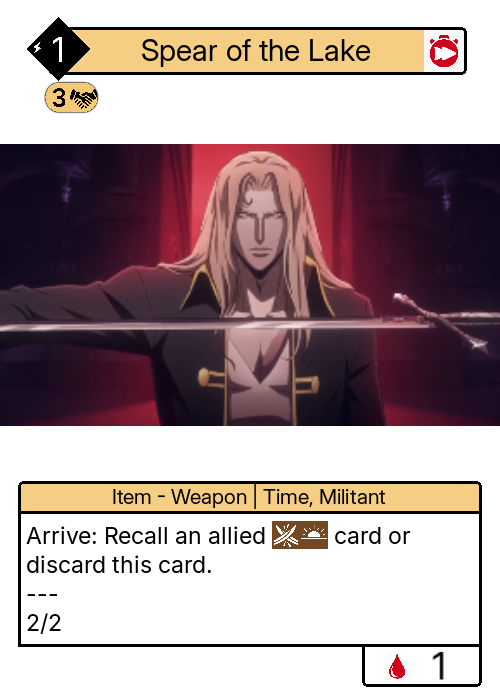 1
Spear of the Lake
3
Item - Weapon | Time, Militant
Arrive: Recall an allied card or
discard this card.
---
2/2
1